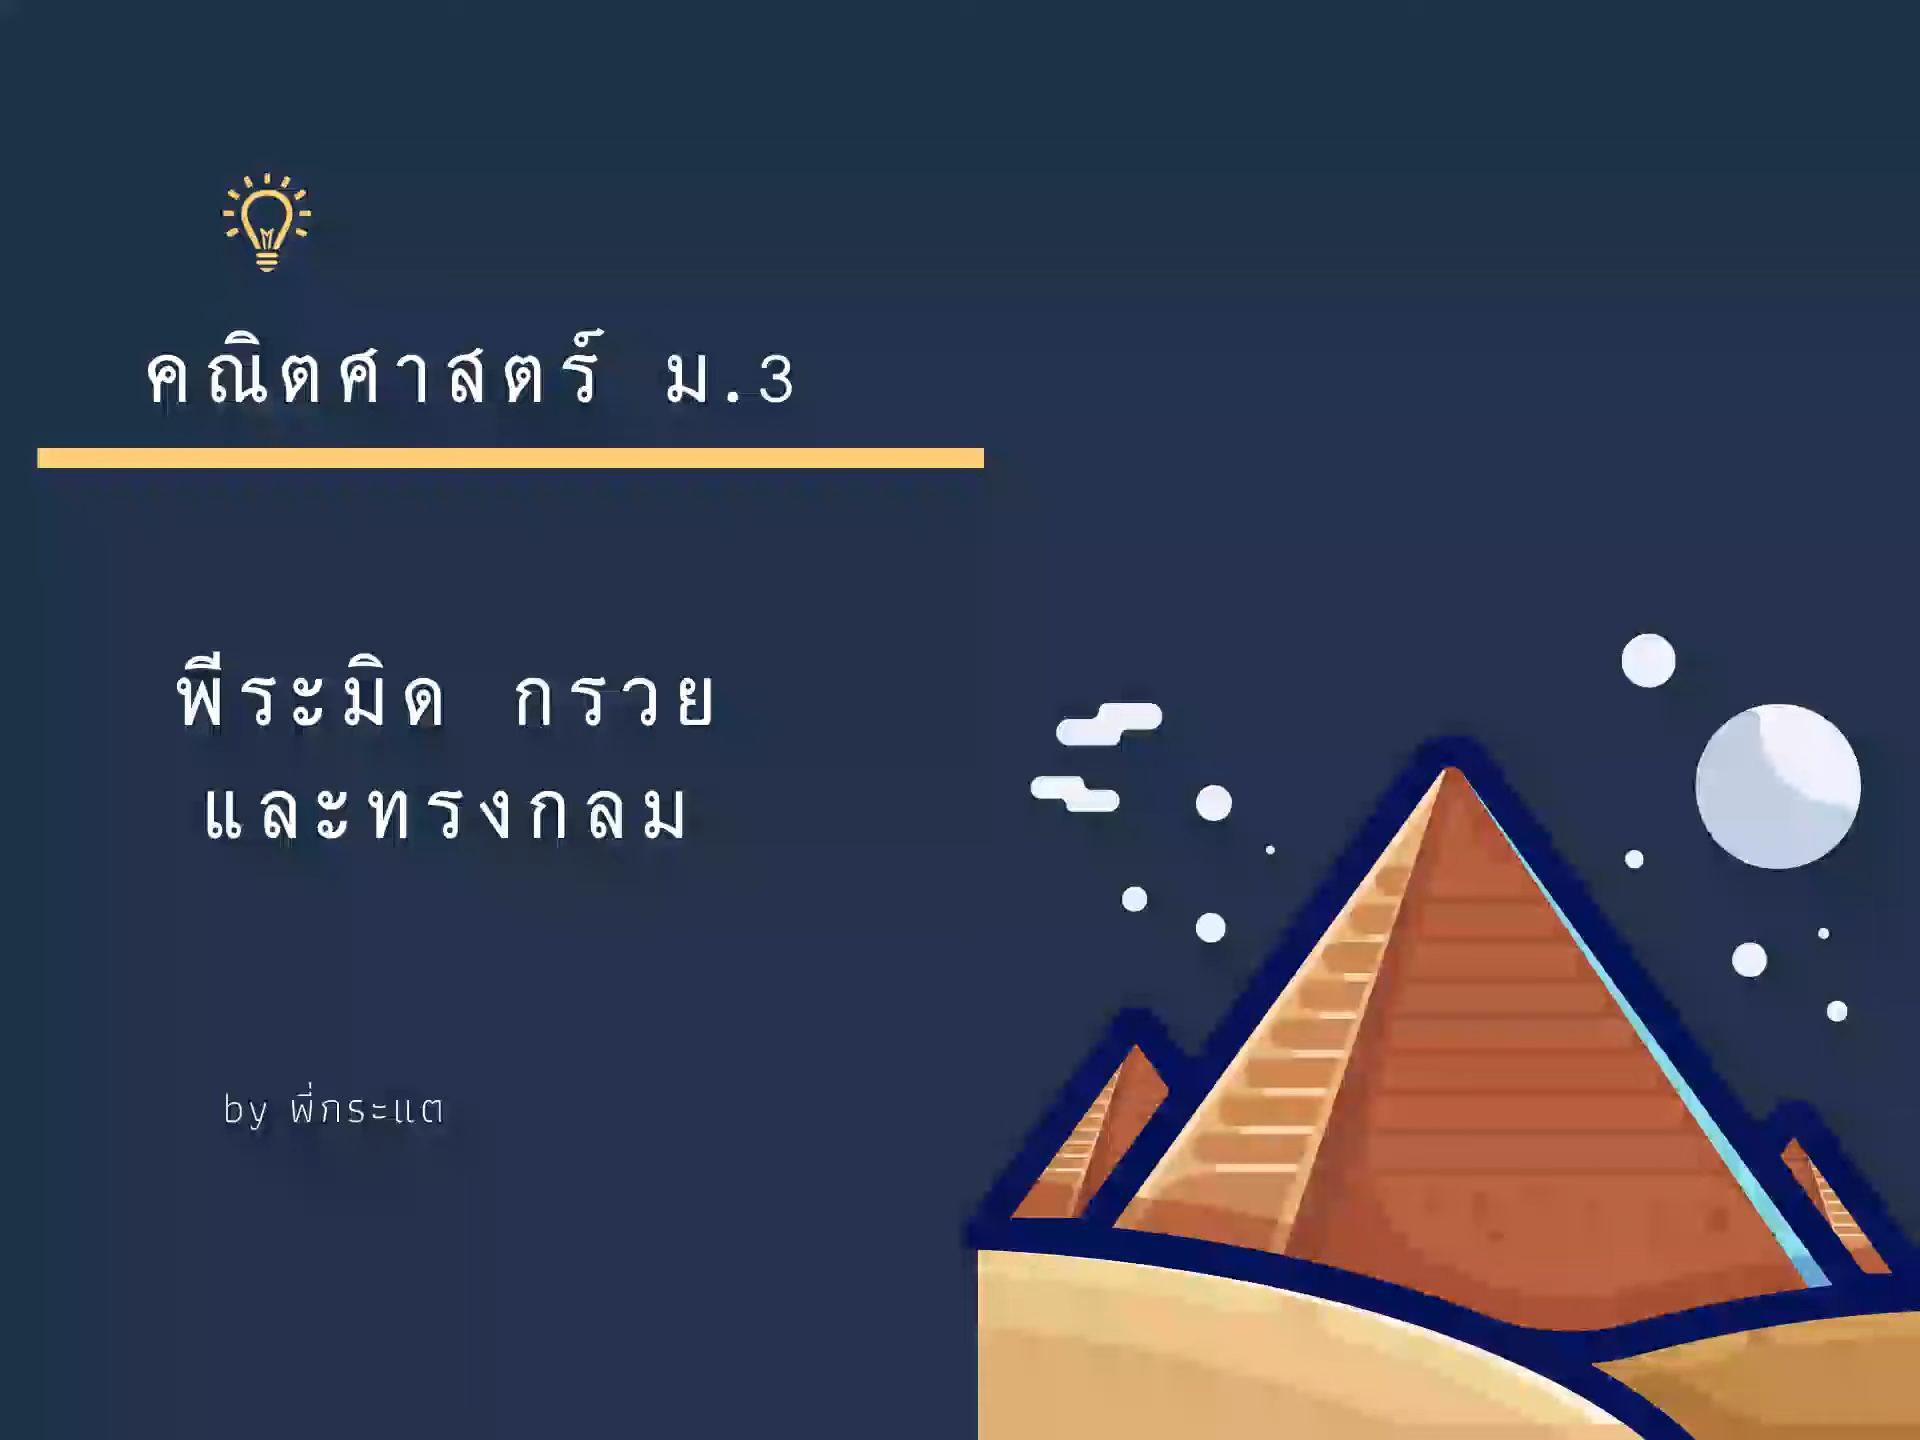 คณิตศาสตร์ ม.3
พีระมิด กรวย
และทรงกลม
by พี่กระแต